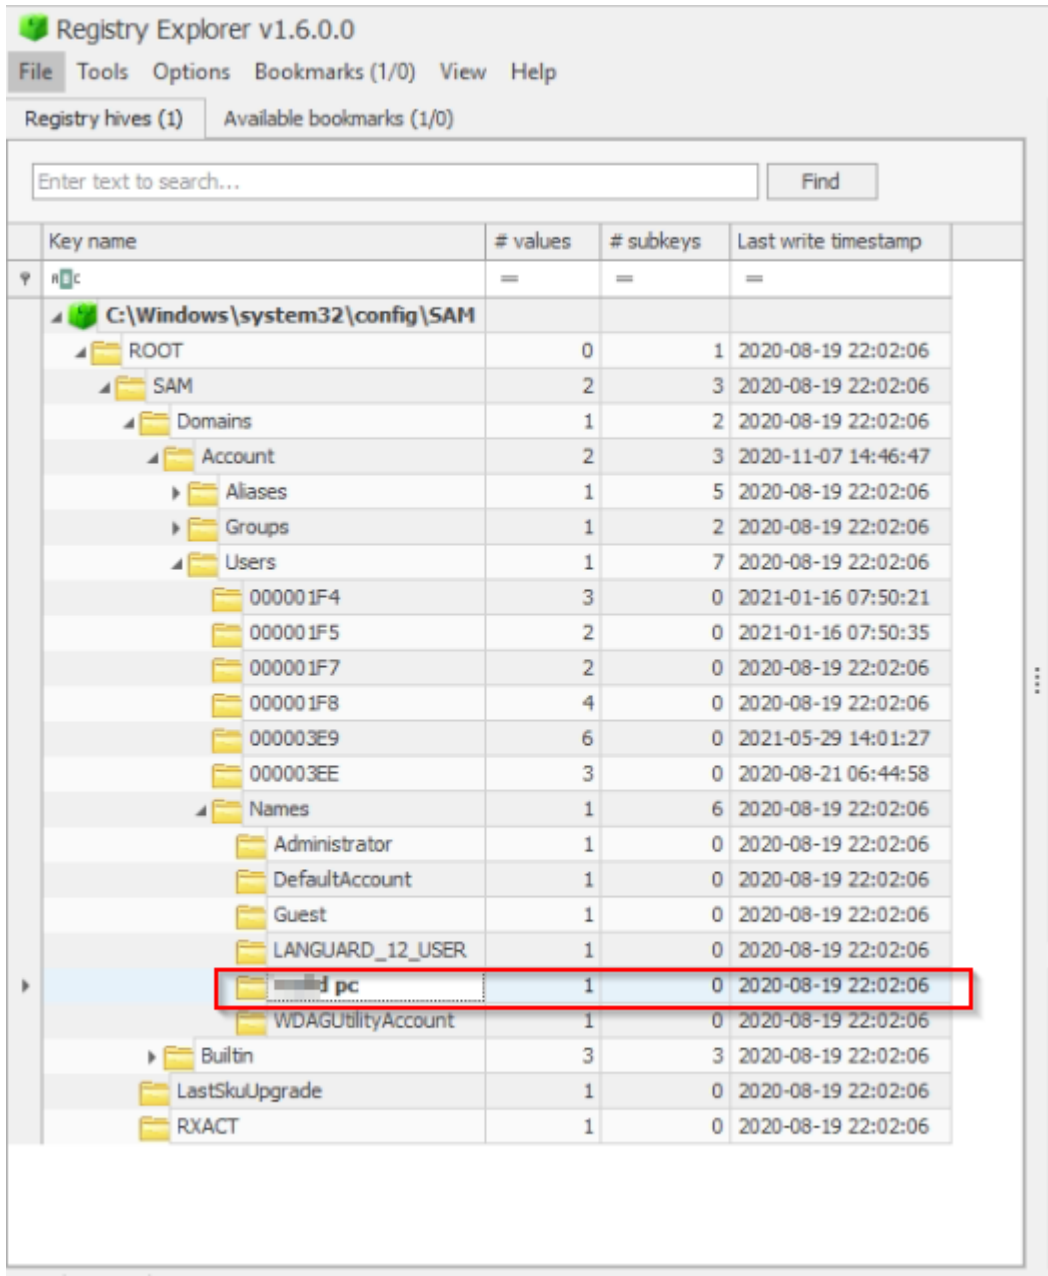 Registry Explorer v1.6.0.0
File Tools Options Bookmarks (1/0) View Help
Registry hives (1) Available bookmarks (1/0)
Enter text to search... Find
Key name # values # subkeys Last write timestamp
ABC = = =
C:\Windows\system32\config\SAM
ROOT 0 1 2020-08-19 22:02:06
SAM 2 3 2020-08-19 22:02:06
Domains 1 2 2020-08-19 22:02:06
Account 2 3 2020-11-07 14:46:47
Aliases 1 5 2020-08-19 22:02:06
Groups 1 2 2020-08-19 22:02:06
Users 1 7 2020-08-19 22:02:06
000001F4 3 0 2021-01-16 07:50:21
000001F5 2 0 2021-01-16 07:50:35
000001F7 2 0 2020-08-19 22:02:06
000001F8 4 0 2020-08-19 22:02:06
000003E9 6 0 2021-05-29 14:01:27
000003EE 3 0 2020-08-21 06:44:58
Names 1 6 2020-08-19 22:02:06
Administrator 1 0 2020-08-19 22:02:06
DefaultAccount 1 0 2020-08-19 22:02:06
Guest 1 0 2020-08-19 22:02:06
LANGUARD_12_USER 1 0 2020-08-19 22:02:06
pc 1 0 2020-08-19 22:02:06
WDAGUtilityAccount 1 0 2020-08-19 22:02:06
Builtin 3 3 2020-08-19 22:02:06
LastSkuUpgrade 1 0 2020-08-19 22:02:06
RXACT 1 0 2020-08-19 22:02:06